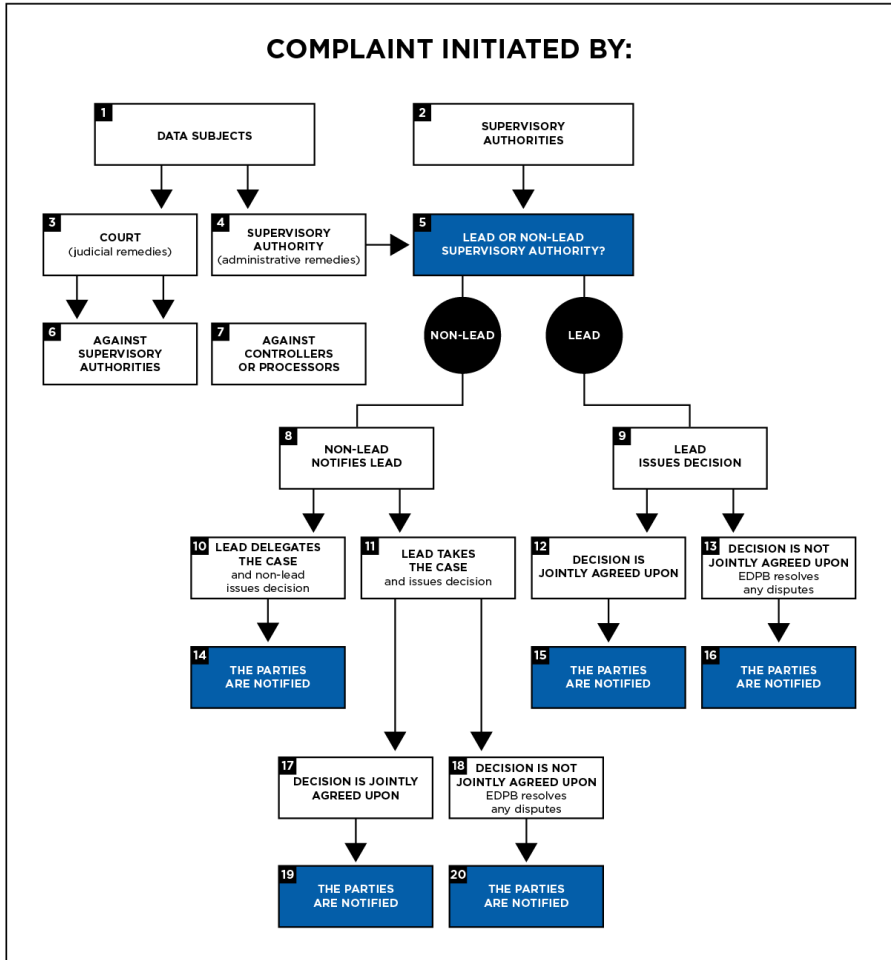 COMPLAINT INITIATED BY:
1
DATA SUBJECTS
2
SUPERVISORY
AUTHORITIES
3
COURT
(judicial remedies)
4
SUPERVISORY
AUTHORITY
(administrative remedies)
5
LEAD OR NON-LEAD
SUPERVISORY AUTHORITY?
6
AGAINST
SUPERVISORY
AUTHORITIES
7
AGAINST
CONTROLLERS
OR PROCESSORS
NON-LEAD
LEAD
8
NON-LEAD
NOTIFIES LEAD
9
LEAD
ISSUES DECISION
10
LEAD DELEGATES
THE CASE
and non-lead
issues decision
11
LEAD TAKES
THE CASE
and issues decision
12
DECISION IS
JOINTLY AGREED UPON
13
DECISION IS NOT
JOINTLY AGREED UPON
EDPB resolves
any disputes
14
THE PARTIES
ARE NOTIFIED
15
THE PARTIES
ARE NOTIFIED
16
THE PARTIES
ARE NOTIFIED
17
DECISION IS JOINTLY
AGREED UPON
18
DECISION IS NOT
JOINTLY AGREED UPON
EDPB resolves
any disputes
19
THE PARTIES
ARE NOTIFIED
20
THE PARTIES
ARE NOTIFIED